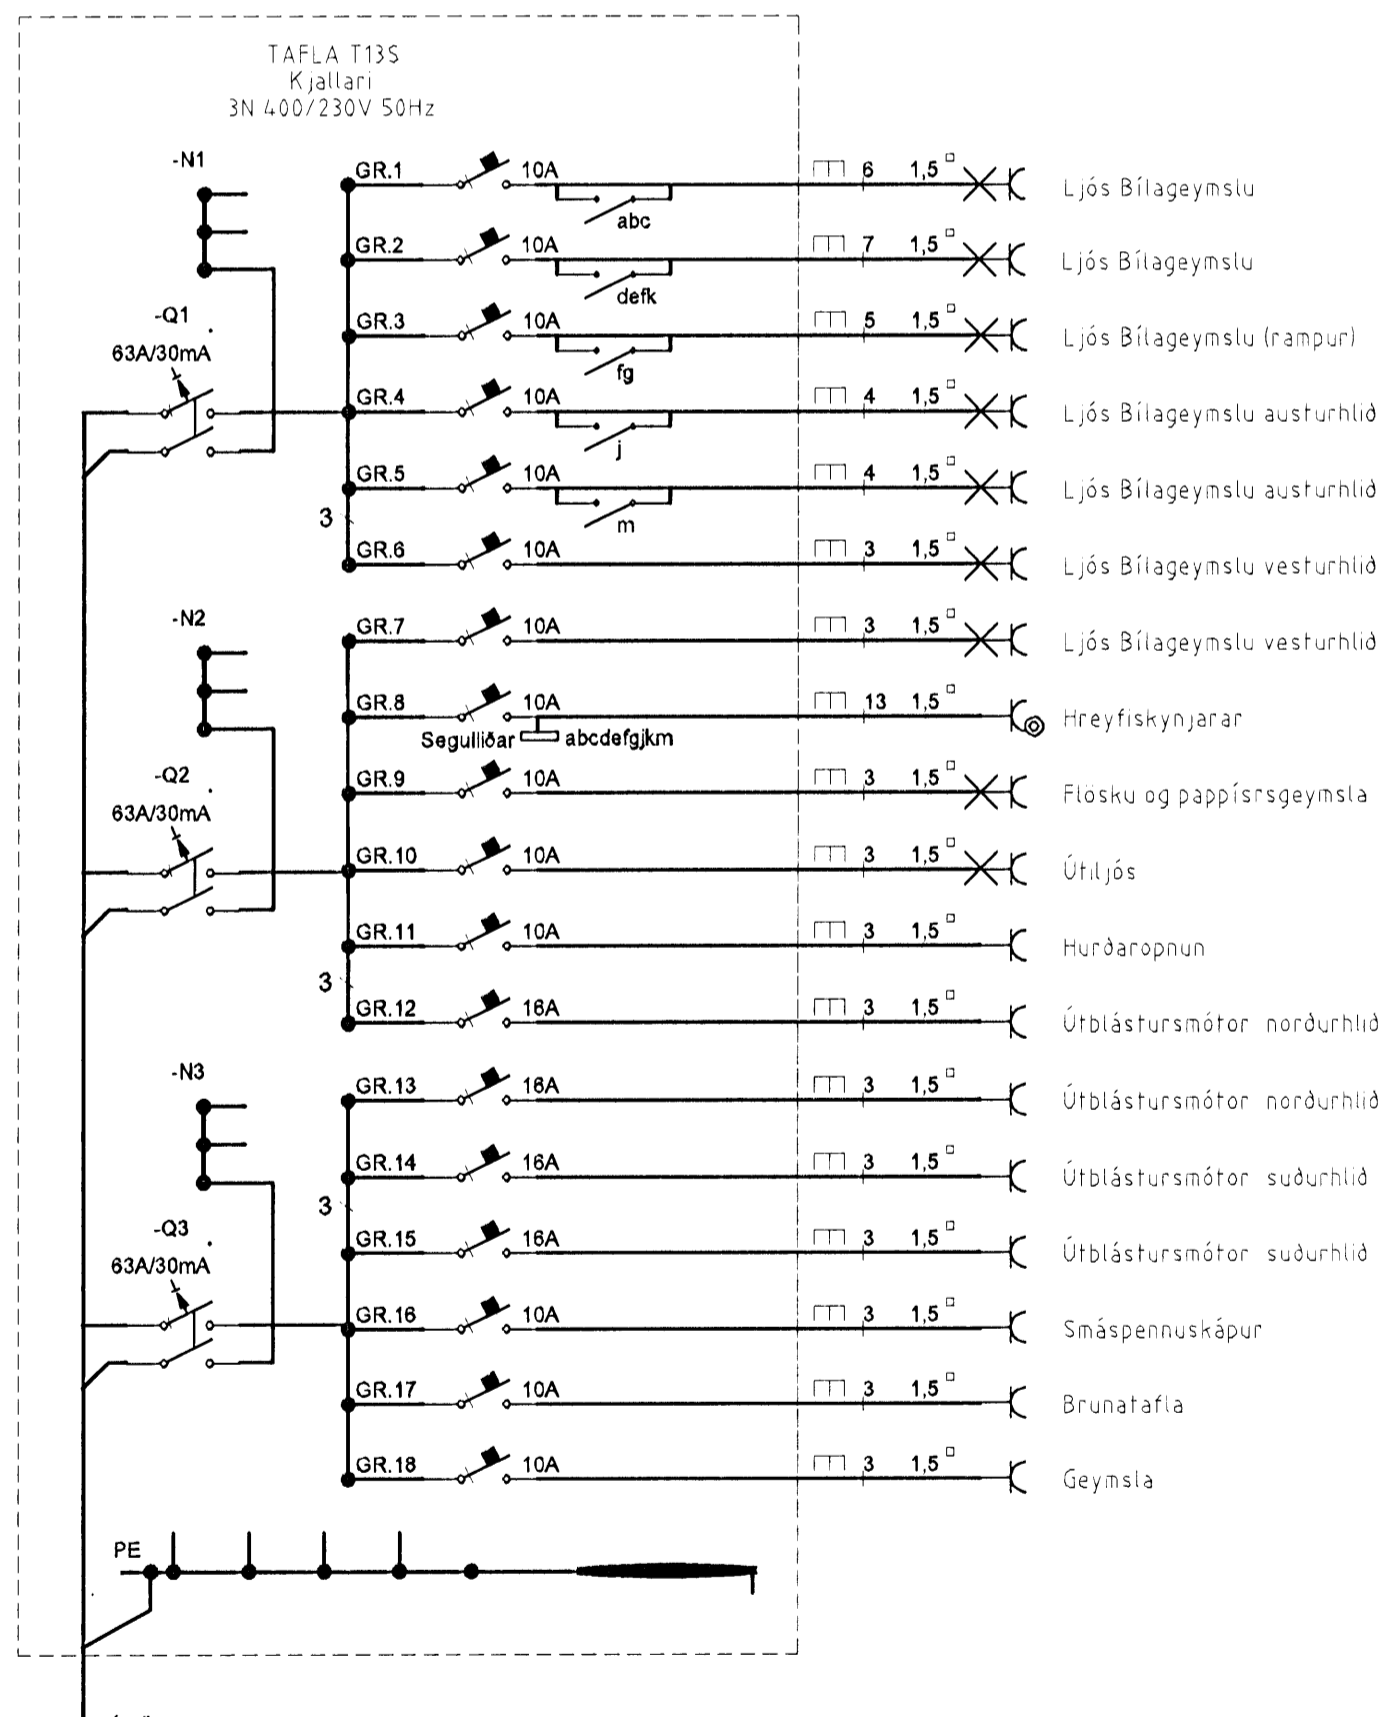 TAFLA T13S
Kjallari
3N 400/230V 50Hz
-N1
GR.1 10A 6 1,5 Ljós Bílageymslu
abc
GR.2 10A 7 1,5 Ljós Bílageymslu
defk
-Q1
63A/30mA
GR.3 10A 5 1,5 Ljós Bílageymslu (rampur)
fg
GR.4 10A 4 1,5 Ljós Bílageymslu austurhlið
j
GR.5 10A 4 1,5 Ljós Bílageymslu austurhlið
m
3
GR.6 10A 3 1,5 Ljós Bílageymslu vesturhlið
-N2
GR.7 10A 3 1,5 Ljós Bílageymslu vesturhlið
GR.8 10A 13 1,5 Hreyfiskynjarar
Segulliðar abcdefgjkm
-Q2
63A/30mA
GR.9 10A 3 1,5 Flösku og pappísrsgeymsla
GR.10 10A 3 1,5 Útiljós
GR.11 10A 3 1,5 Hurðaropnun
3
GR.12 16A 3 1,5 Útblástursmótor norðurhlið
-N3
GR.13 16A 3 1,5 Útblástursmótor norðurhlið
GR.14 16A 3 1,5 Útblástursmótor suðurhlið
3
-Q3
63A/30mA
GR.15 16A 3 1,5 Útblástursmótor suðurhlið
GR.16 10A 3 1,5 Smáspennuskápur
GR.17 10A 3 1,5 Brunatafla
GR.18 10A 3 1,5 Geymsla
PE